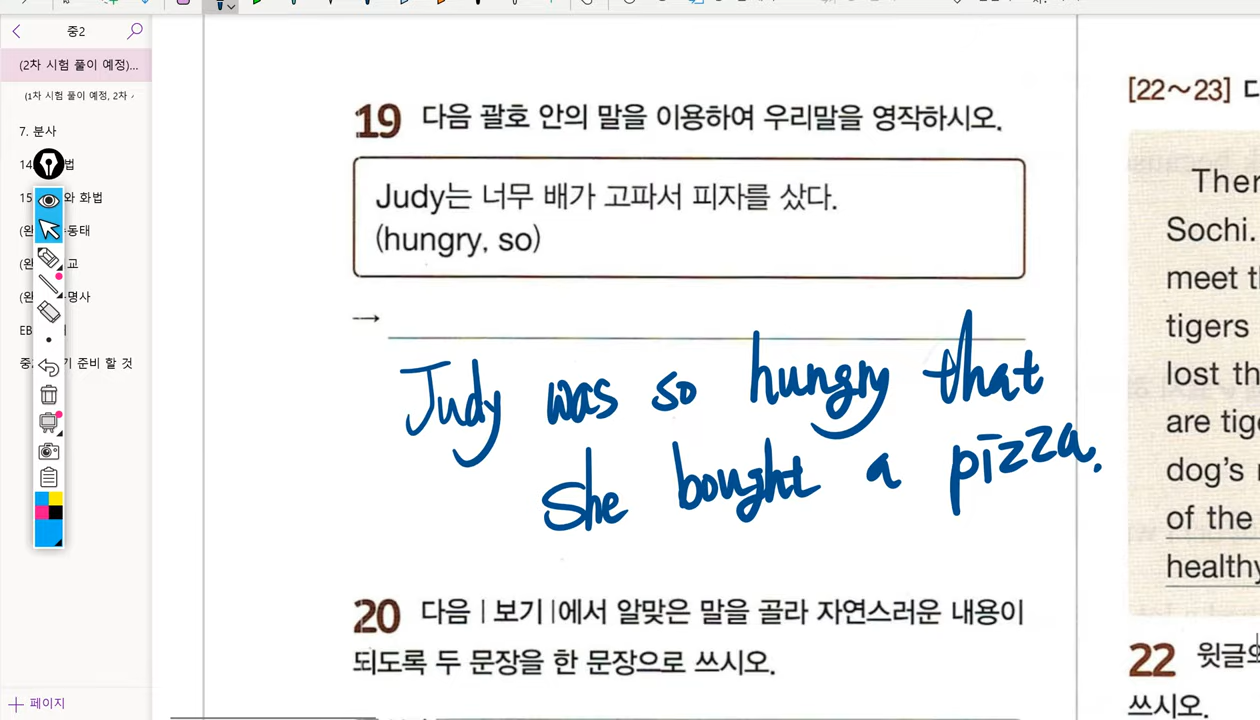 중2
(2차 시험 풀이 예정)...
(1차 시험 풀이 예정, 2차
7. 분사
14 법
15 와 화법
(완 동태
(완 교
(완 명사
EB
중2 기 준비 할 것
페이지
19 다음 괄호 안의 말을 이용하여 우리말을 영작하시오.
Judy는 너무 배가 고파서 피자를 샀다.
(hungry, so)
→
Judy was so hungry that
She bought a pizza.
20 다음 | 보기 |에서 알맞은 말을 골라 자연스러운 내용이
되도록 두 문장을 한 문장으로 쓰시오.
[22~23] 다
Ther
Sochi.
meet th
tigers
lost th
are tige
dog's
of the
healthy
22 윗글의
쓰시오.